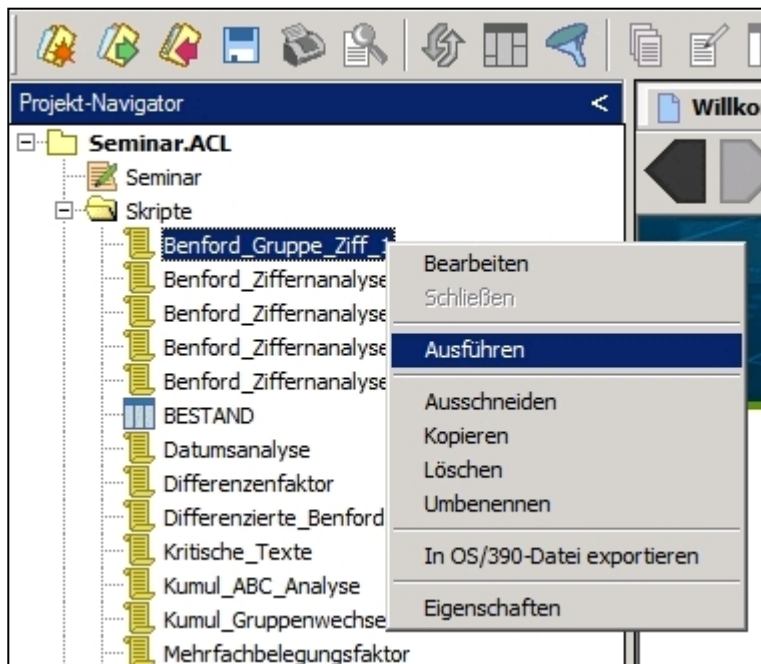 Projekt-Navigator <
Willko
Seminar.ACL
Seminar
Skripte
Benford_Gruppe_Ziff_1
Benford_Ziffernanalyse
Benford_Ziffernanalyse
Benford_Ziffernanalyse
Benford_Ziffernanalyse
BESTAND
Datumsanalyse
Differenzenfaktor
Differenzierte_Benford
Kritische_Texte
Kumul_ABC_Analyse
Kumul_Gruppenwechse
Mehrfachbelegungsfaktor
Bearbeiten
Schließen
Ausführen
Ausschneiden
Kopieren
Löschen
Umbenennen
In OS/390-Datei exportieren
Eigenschaften